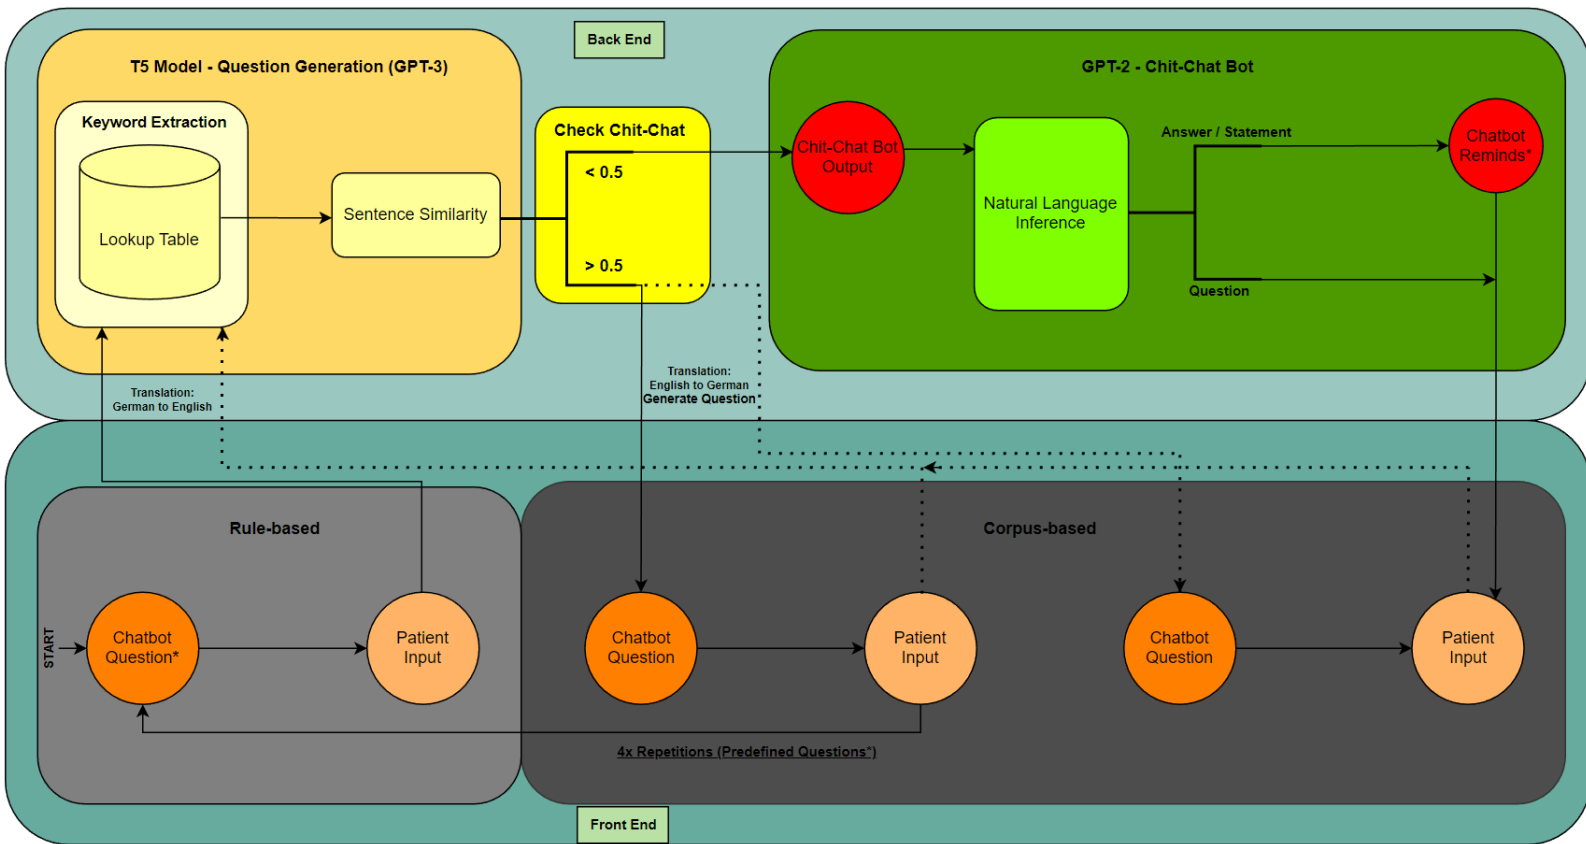 Back End
T5 Model - Question Generation (GPT-3)
GPT-2 - Chit-Chat Bot
Keyword Extraction
Lookup Table
Sentence Similarity
Check Chit-Chat
< 0.5
> 0.5
Chit-Chat Bot
Output
Natural Language
Inference
Answer / Statement
Question
Chatbot
Reminds*
Translation:
German to English
Translation:
English to German
Generate Question
Rule-based
Corpus-based
START
Chatbot
Question*
Patient
Input
Chatbot
Question
Patient
Input
Chatbot
Question
Patient
Input
4x Repetitions (Predefined Questions*)
Front End